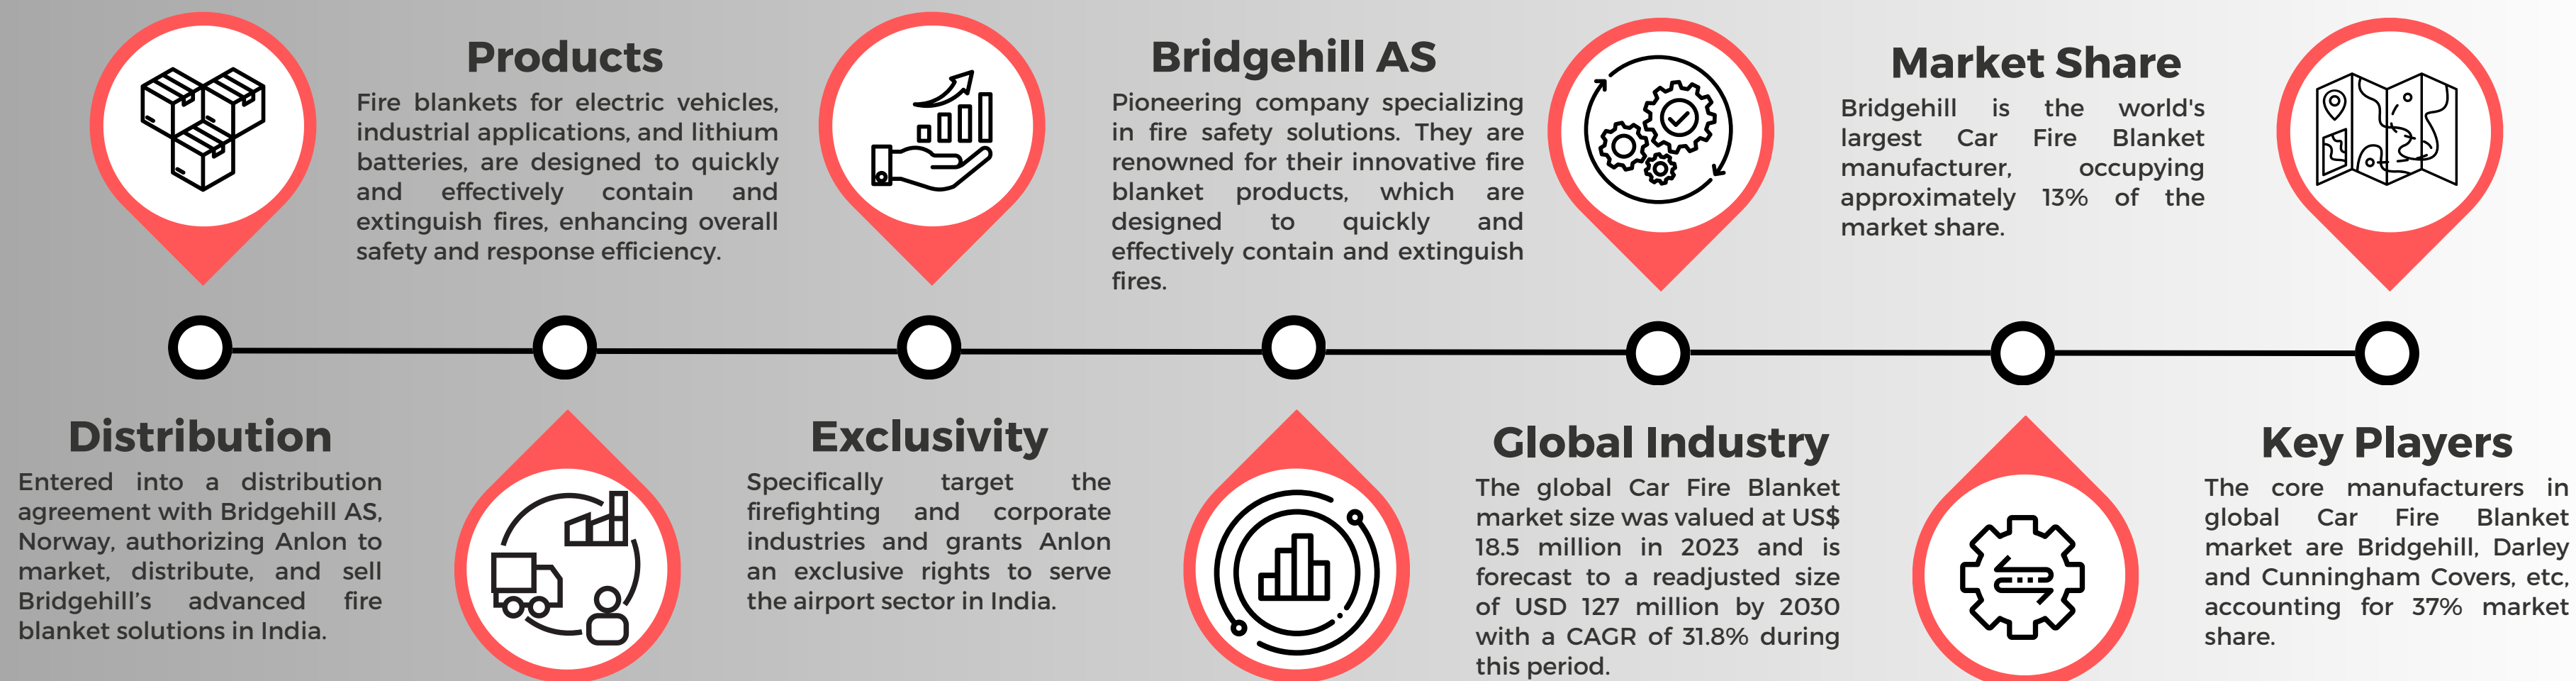 Products
Fire blankets for electric vehicles,
industrial applications, and lithium
batteries, are designed to quickly
and effectively contain and
extinguish fires, enhancing overall
safety and response efficiency.
Bridgehill AS
Pioneering company specializing
in fire safety solutions. They are
renowned for their innovative fire
blanket products, which are
designed to quickly and
effectively contain and extinguish
fires.
Market Share
Bridgehill is the world's
largest Car Fire Blanket
manufacturer, occupying
approximately 13% of the
market share.
Distribution
Entered into a distribution
agreement with Bridgehill AS,
Norway, authorizing Anlon to
market, distribute, and sell
Bridgehill’s advanced fire
blanket solutions in India.
Exclusivity
Specifically target the
firefighting and corporate
industries and grants Anlon
an exclusive rights to serve
the airport sector in India.
Global Industry
The global Car Fire Blanket
market size was valued at US$
18.5 million in 2023 and is
forecast to a readjusted size
of USD 127 million by 2030
with a CAGR of 31.8% during
this period.
Key Players
The core manufacturers in
global Car Fire Blanket
market are Bridgehill, Darley
and Cunningham Covers, etc,
accounting for 37% market
share.